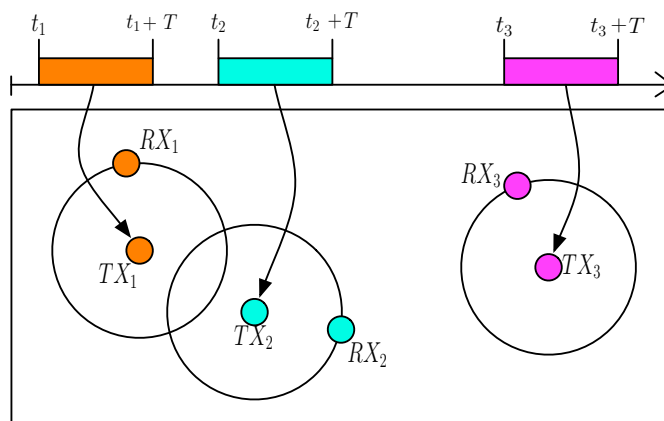 t₁ t₁ + T t₂ t₂ + T t₃ t₃ + T
RX₁
RX₃
TX₁
TX₃
TX₂
RX₂